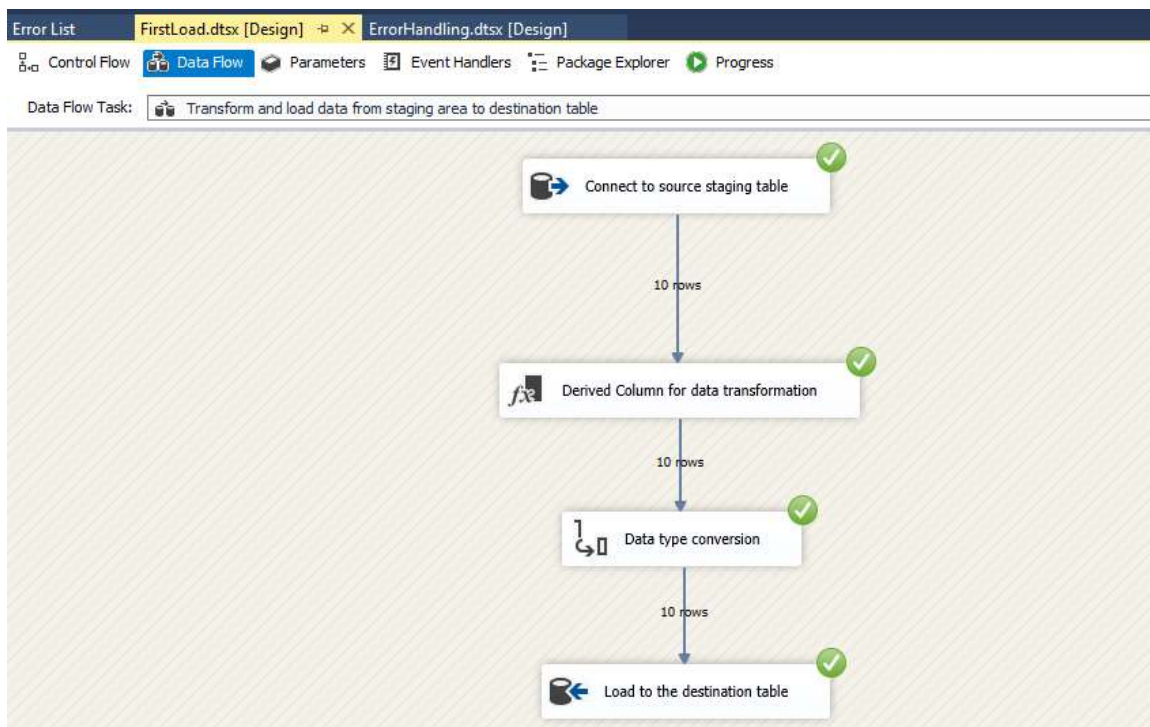 Error List FirstLoad.dtsx [Design] ErrorHandling.dtsx [Design]
Control Flow Data Flow Parameters Event Handlers Package Explorer Progress
Data Flow Task: Transform and load data from staging area to destination table
Connect to source staging table
10 rows
Derived Column for data transformation
10 rows
Data type conversion
10 rows
Load to the destination table